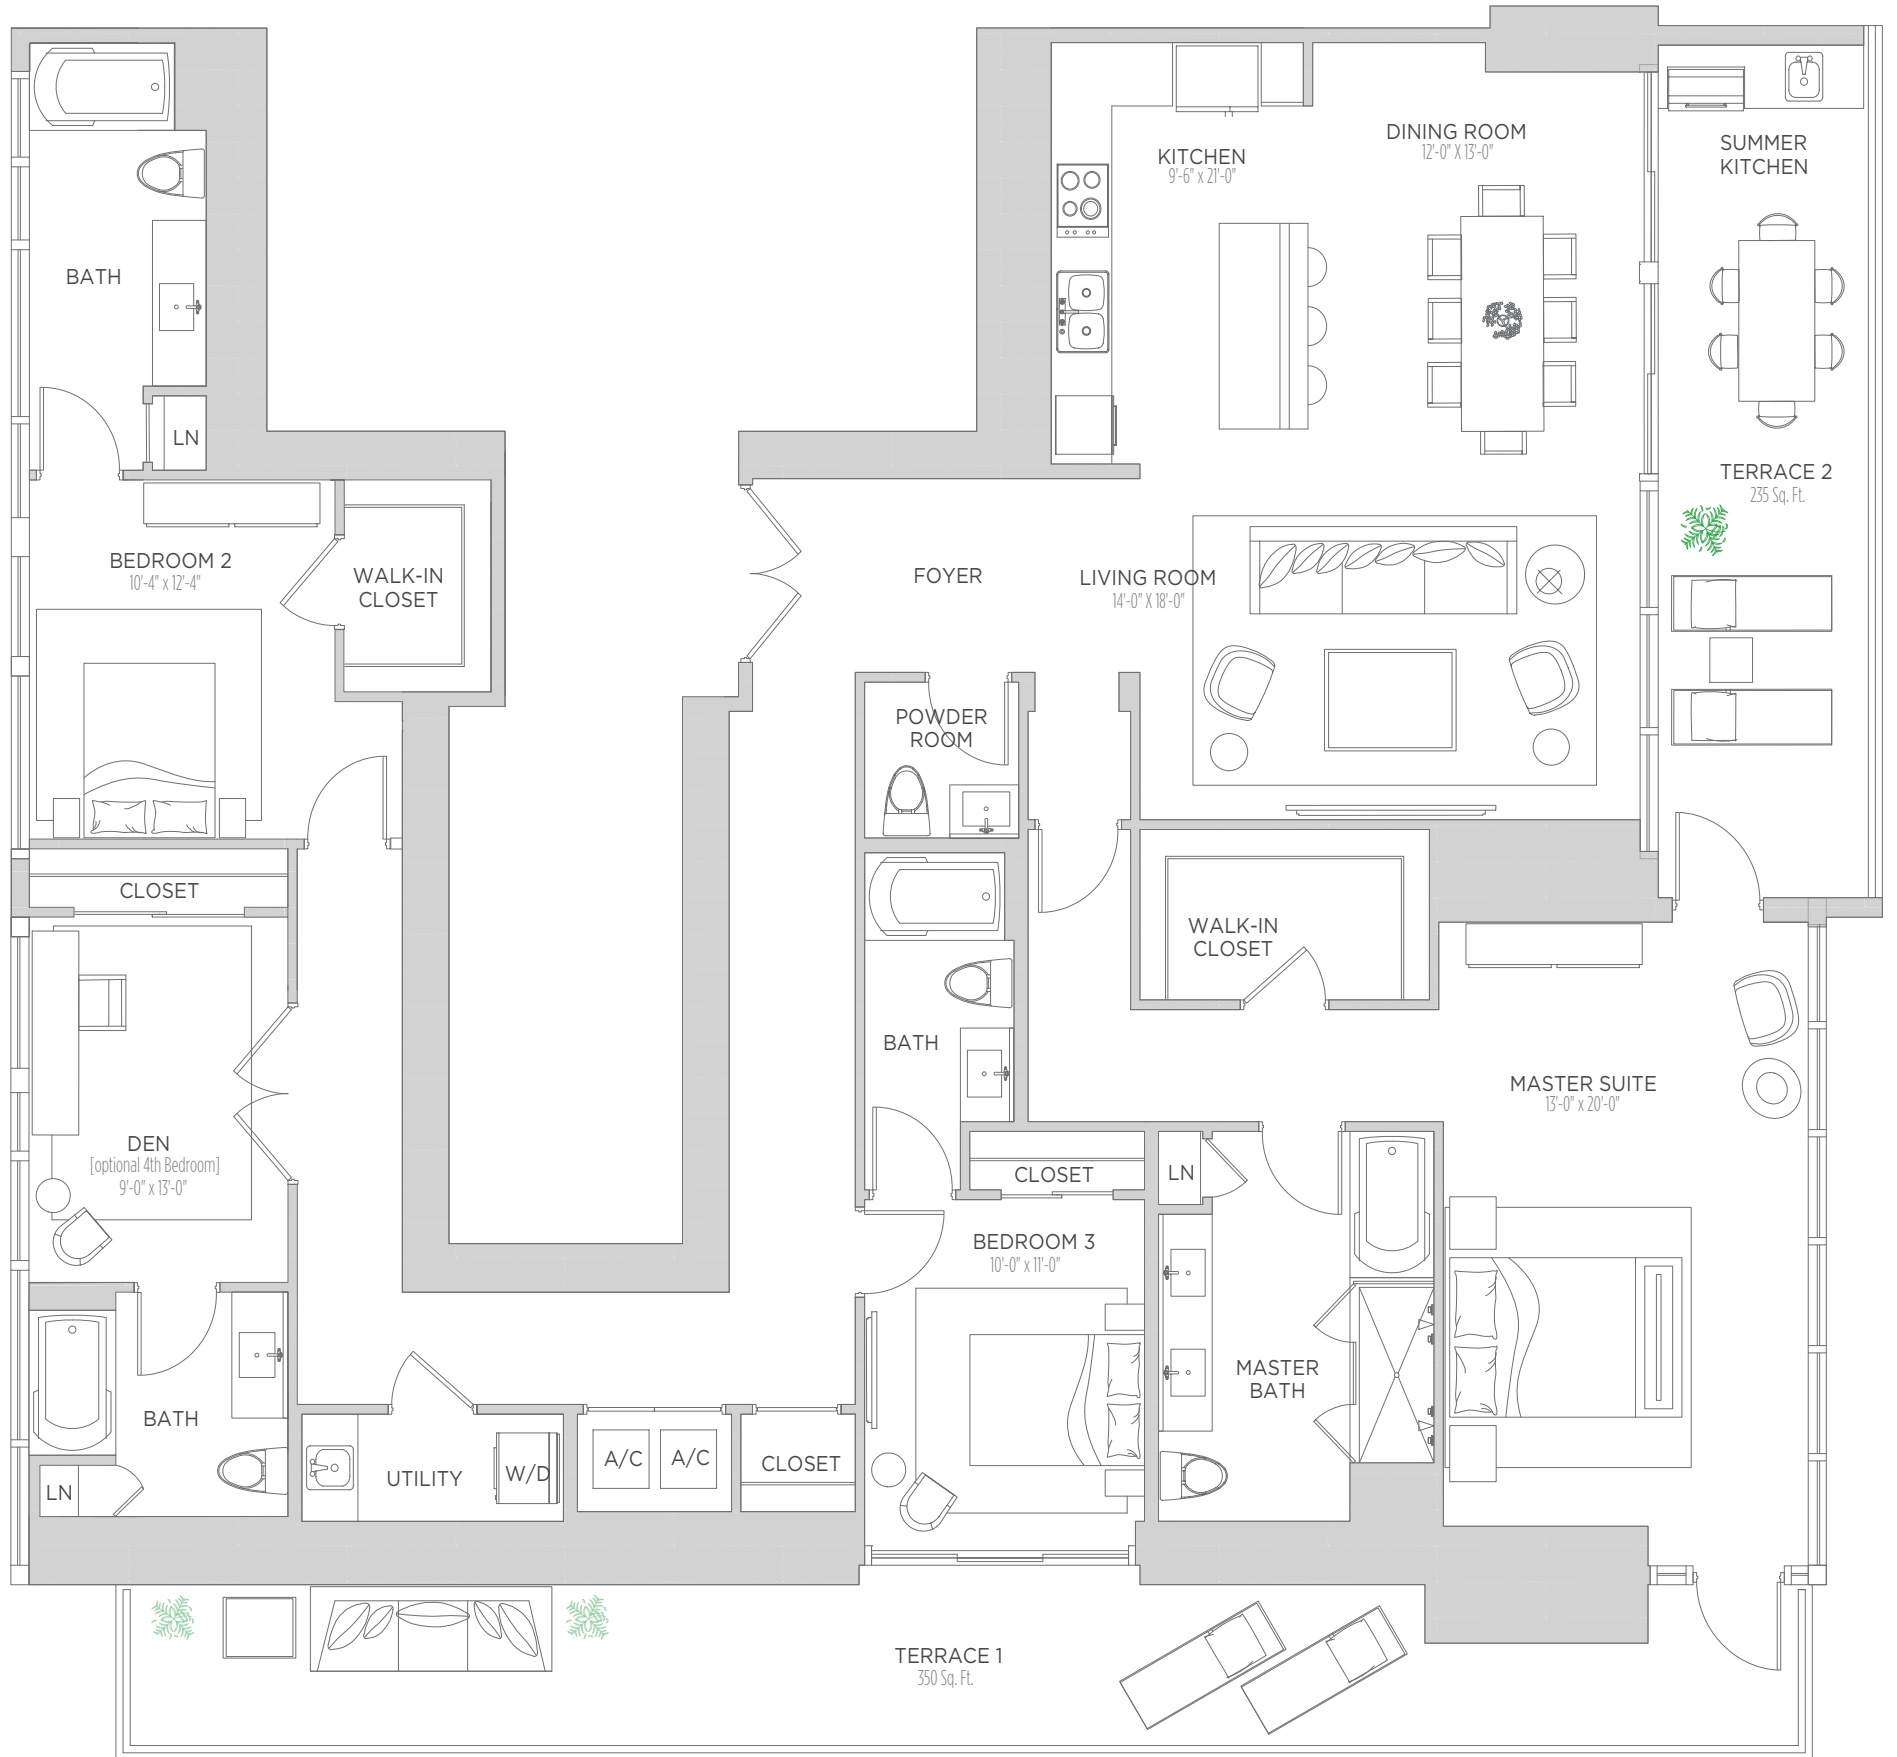 DINING ROOM
12'-0" X 13'-0"
KITCHEN
9'-6" x 21'-0"
SUMMER
KITCHEN
BATH
LN
TERRACE 2
235 Sq. Ft.
BEDROOM 2
10'-4" x 12'-4"
WALK-IN
CLOSET
FOYER
LIVING ROOM
14'-0" X 18'-0"
POWDER
ROOM
CLOSET
WALK-IN
CLOSET
BATH
MASTER SUITE
13'-0" x 20'-0"
DEN
[optional 4th Bedroom]
9'-0" x 13'-0"
CLOSET
LN
BEDROOM 3
10'-0" x 11'-0"
MASTER
BATH
BATH
LN
UTILITY
W/D
A/C
A/C
CLOSET
TERRACE 1
350 Sq. Ft.